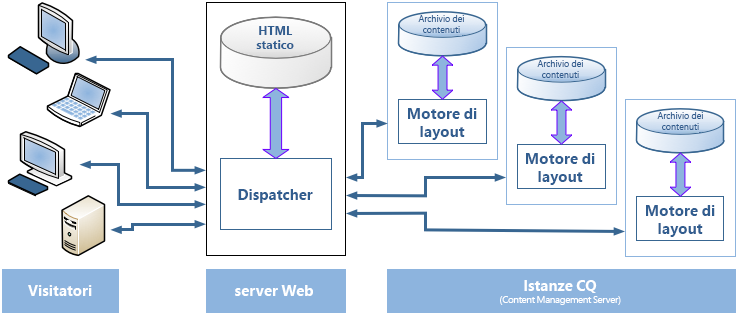 HTML
statico
Dispatcher
Archivio dei
contenuti
Motore di
layout
Archivio dei
contenuti
Motore di
layout
Archivio dei
contenuti
Motore di
layout
Visitatori
server Web
Istanze CQ
(Content Management Server)